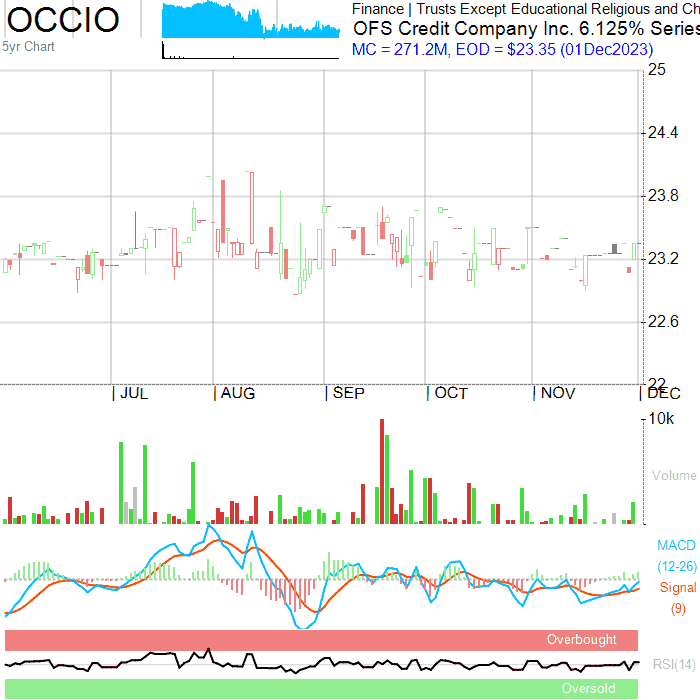 OCCIO
5yr Chart
Finance | Trusts Except Educational Religious and Ch
OFS Credit Company Inc. 6.125% Series
MC = 271.2M, EOD = $23.35 (01Dec2023)
25
24.4
23.8
23.2
22.6
22
| JUL | AUG | SEP | OCT | NOV | DEC
10k
Volume
MACD
(12-26)
Signal
(9)
Overbought
RSI(14)
Oversold